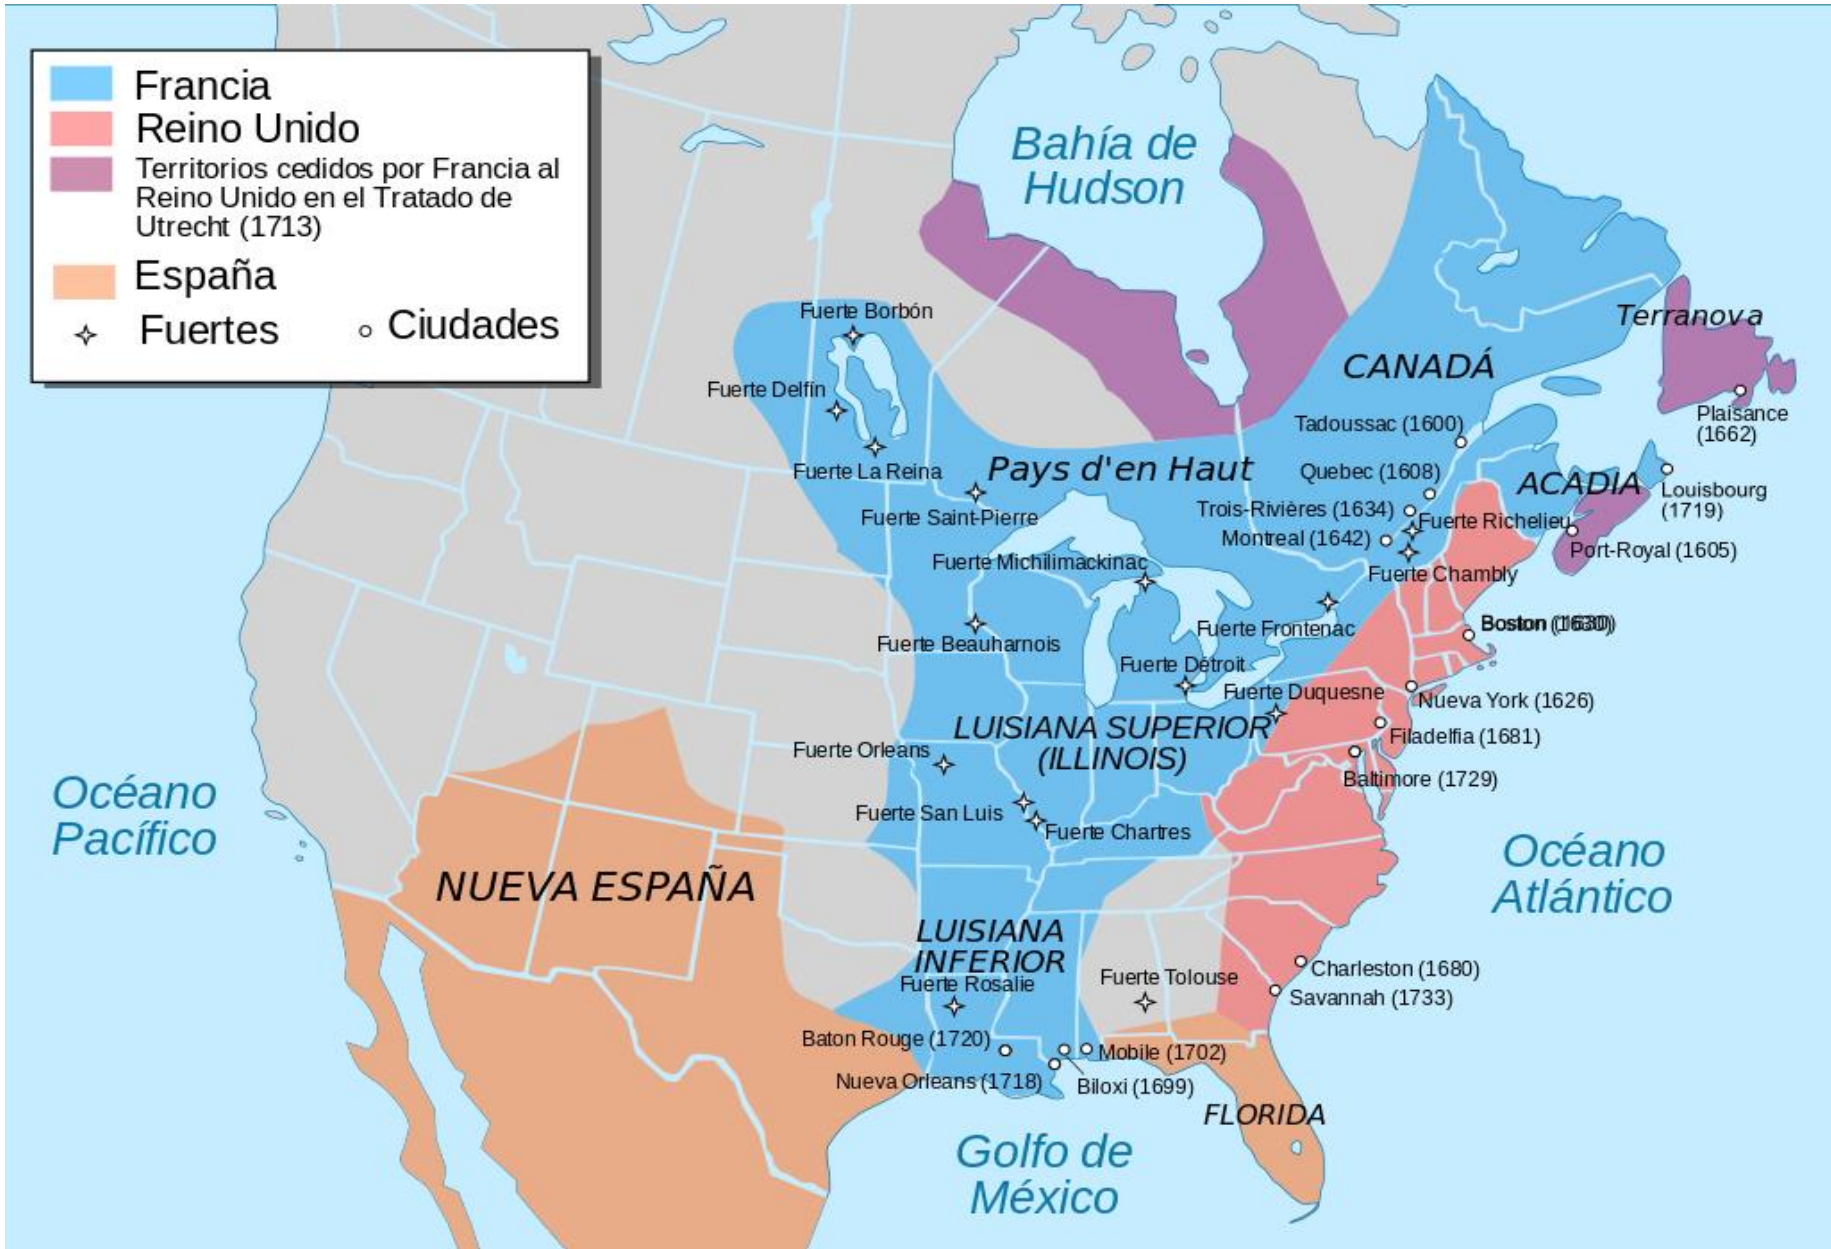 Francia
Reino Unido
Territorios cedidos por Francia al
Reino Unido en el Tratado de
Utrecht (1713)
España
Fuertes
Ciudades
Bahía de
Hudson
Terranova
CANADÁ
Plaisance
(1662)
Fuerte Borbón
Fuerte Delfín
Fuerte La Reina
Pays d'en Haut
Tadoussac (1600)
Quebec (1608)
ACADIA
Louisbourg
(1719)
Trois-Rivières (1634)
Fuerte Saint-Pierre
Fuerte Richelieu
Montreal (1642)
Port-Royal (1605)
Fuerte Michilimackinac
Fuerte Chambly
Boston (1630)
Fuerte Frontenac
Fuerte Beauharnois
Fuerte Détroit
Fuerte Duquesne
Nueva York (1626)
LUISIANA SUPERIOR
(ILLINOIS)
Filadelfia (1681)
Fuerte Orleans
Baltimore (1729)
Fuerte San Luis
Fuerte Chartres
Océano
Pacífico
Océano
Atlántico
NUEVA ESPAÑA
LUISIANA
INFERIOR
Fuerte Rosalie
Fuerte Tolouse
Charleston (1680)
Savannah (1733)
Baton Rouge (1720)
Mobile (1702)
Nueva Orleans (1718)
Biloxi (1699)
FLORIDA
Golfo de
México